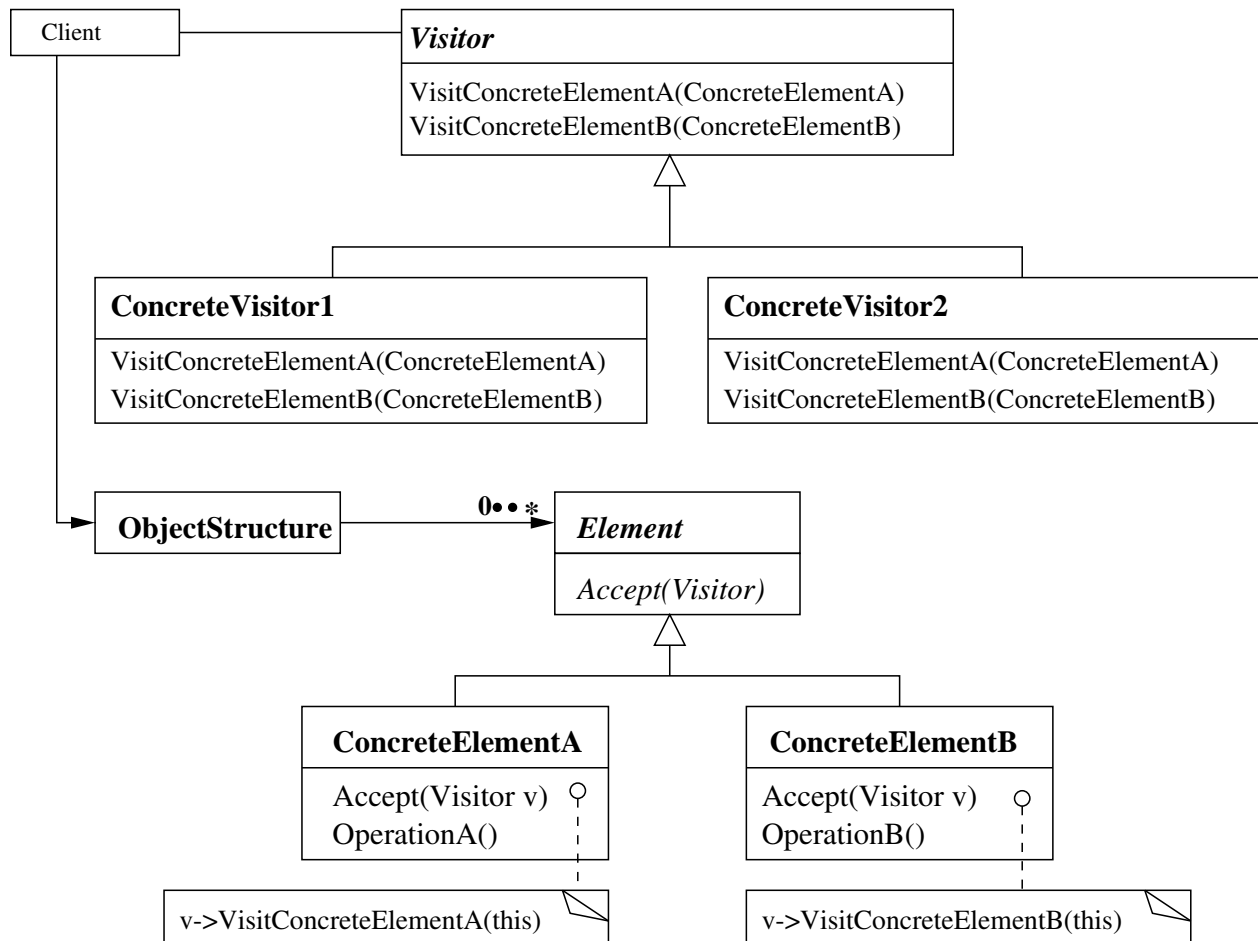 Client
Visitor
VisitConcreteElementA(ConcreteElementA)
VisitConcreteElementB(ConcreteElementB)
ConcreteVisitor1
VisitConcreteElementA(ConcreteElementA)
VisitConcreteElementB(ConcreteElementB)
ConcreteVisitor2
VisitConcreteElementA(ConcreteElementA)
VisitConcreteElementB(ConcreteElementB)
ObjectStructure
0••*
Element
Accept(Visitor)
ConcreteElementA
Accept(Visitor v)
OperationA()
ConcreteElementB
Accept(Visitor v)
OperationB()
v->VisitConcreteElementA(this)
v->VisitConcreteElementB(this)